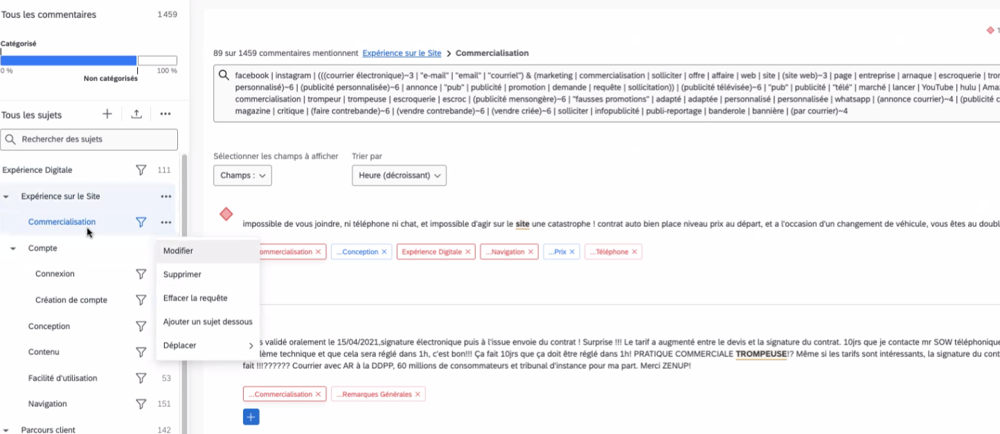 Tous les commentaires 1 459
Catégorisé
0 % 100 %
Non catégorisés
Tous les sujets
Rechercher des sujets
Expérience Digitale 111
Expérience sur le Site
Commercialisation
Compte
Connexion
Création de compte
Conception
Contenu
Facilité d'utilisation 53
Navigation 151
Parcours client 142
Modifier
Supprimer
Effacer la requête
Ajouter un sujet dessous
Déplacer
89 sur 1459 commentaires mentionnent Expérience sur le Site > Commercialisation
facebook | instagram | (((courrier électronique)~3 | "e-mail" | "email" | "courriel") & (marketing | commercialisation | solliciter | offre | affaire | web | site | (site web)~3 | page | entreprise | arnaque | escroquerie |
personnalisé)~6 | (publicité personnalisée)~6 | annonce | "pub" | publicité | promotion | demande | requête | sollicitation)) | (publicité télévisée)~6 | "pub" | publicité | "télé" | marché | lancer | YouTube | hulu |
commercialisation | trompeur | trompeuse | escroquerie | escroc | (publicité mensongère)~6 | "fausses promotions" | adapté | adaptée | personnalisé | personnalisée | whatsapp | (annonce courrier)~4 | (publicité
magazine | critique | (faire contrebande)~6 | (vendre contrebande)~6 | (vendre criée)~6 | solliciter | infopublicité | publi-reportage | banderole | bannière | (par courrier)~4
Sélectionner les champs à afficher Trier par
Champs : Heure (décroissant)
impossible de vous joindre, ni téléphone ni chat, et impossible d'agir sur le site une catastrophe ! contrat auto bien place niveau prix au départ, et a l'occasion d'un changement de véhicule, vous êtes au doubl
ommercialisation × ...Conception × Expérience Digitale × ...Navigation × ...Prix × ...Téléphone ×
s validé oralement le 15/04/2021,signature électronique puis à l'issue envoie du contrat ! Surprise !!! Le tarif a augmenté entre le devis et la signature du contrat. 10jrs que je contacte mr SOW téléphonique
lème technique et que cela sera réglé dans 1h, c'est bon!!! Ça fait 10jrs que ça doit être réglé dans 1h! PRATIQUE COMMERCIALE TROMPEUSE!? Même si les tarifs sont intéressants, la signature du cont
fait !!!?????? Courrier avec AR à la DDPP, 60 millions de consommateurs et tribunal d'instance pour ma part. Merci ZENUP!
...Commercialisation × ...Remarques Générales ×